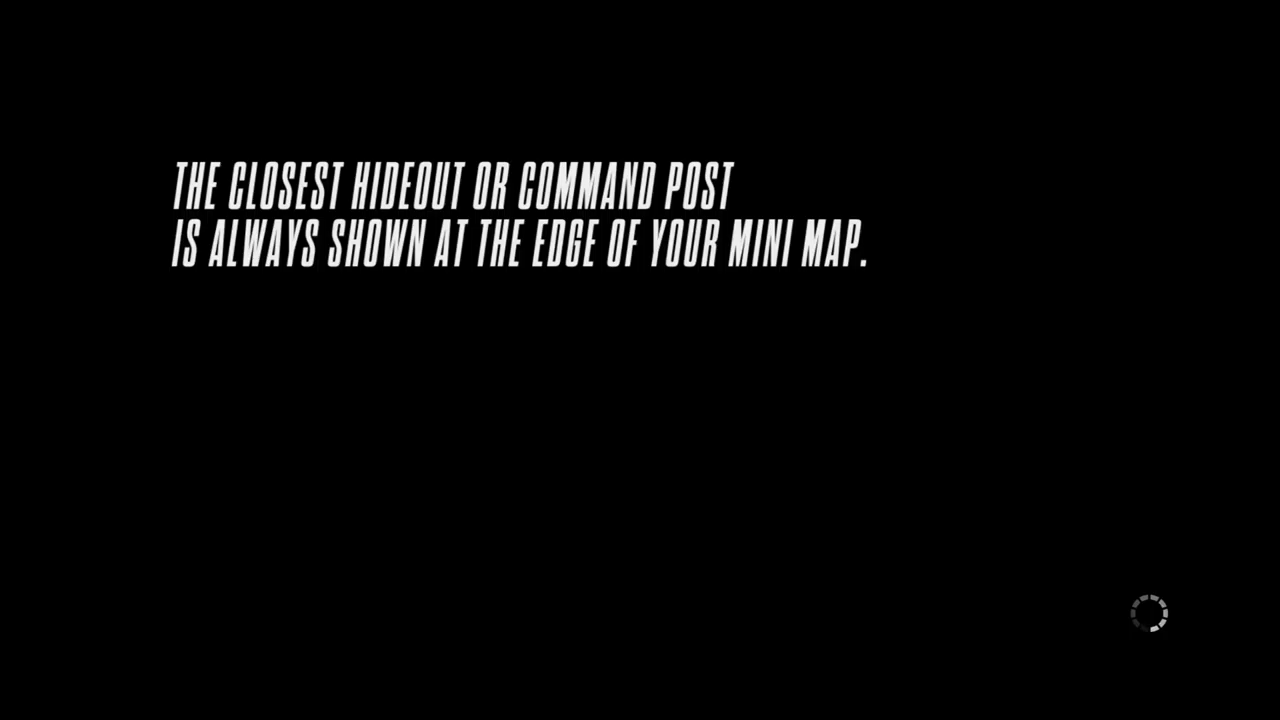 THE CLOSEST HIDEOUT OR COMMAND POST
IS ALWAYS SHOWN AT THE EDGE OF YOUR MINI MAP.